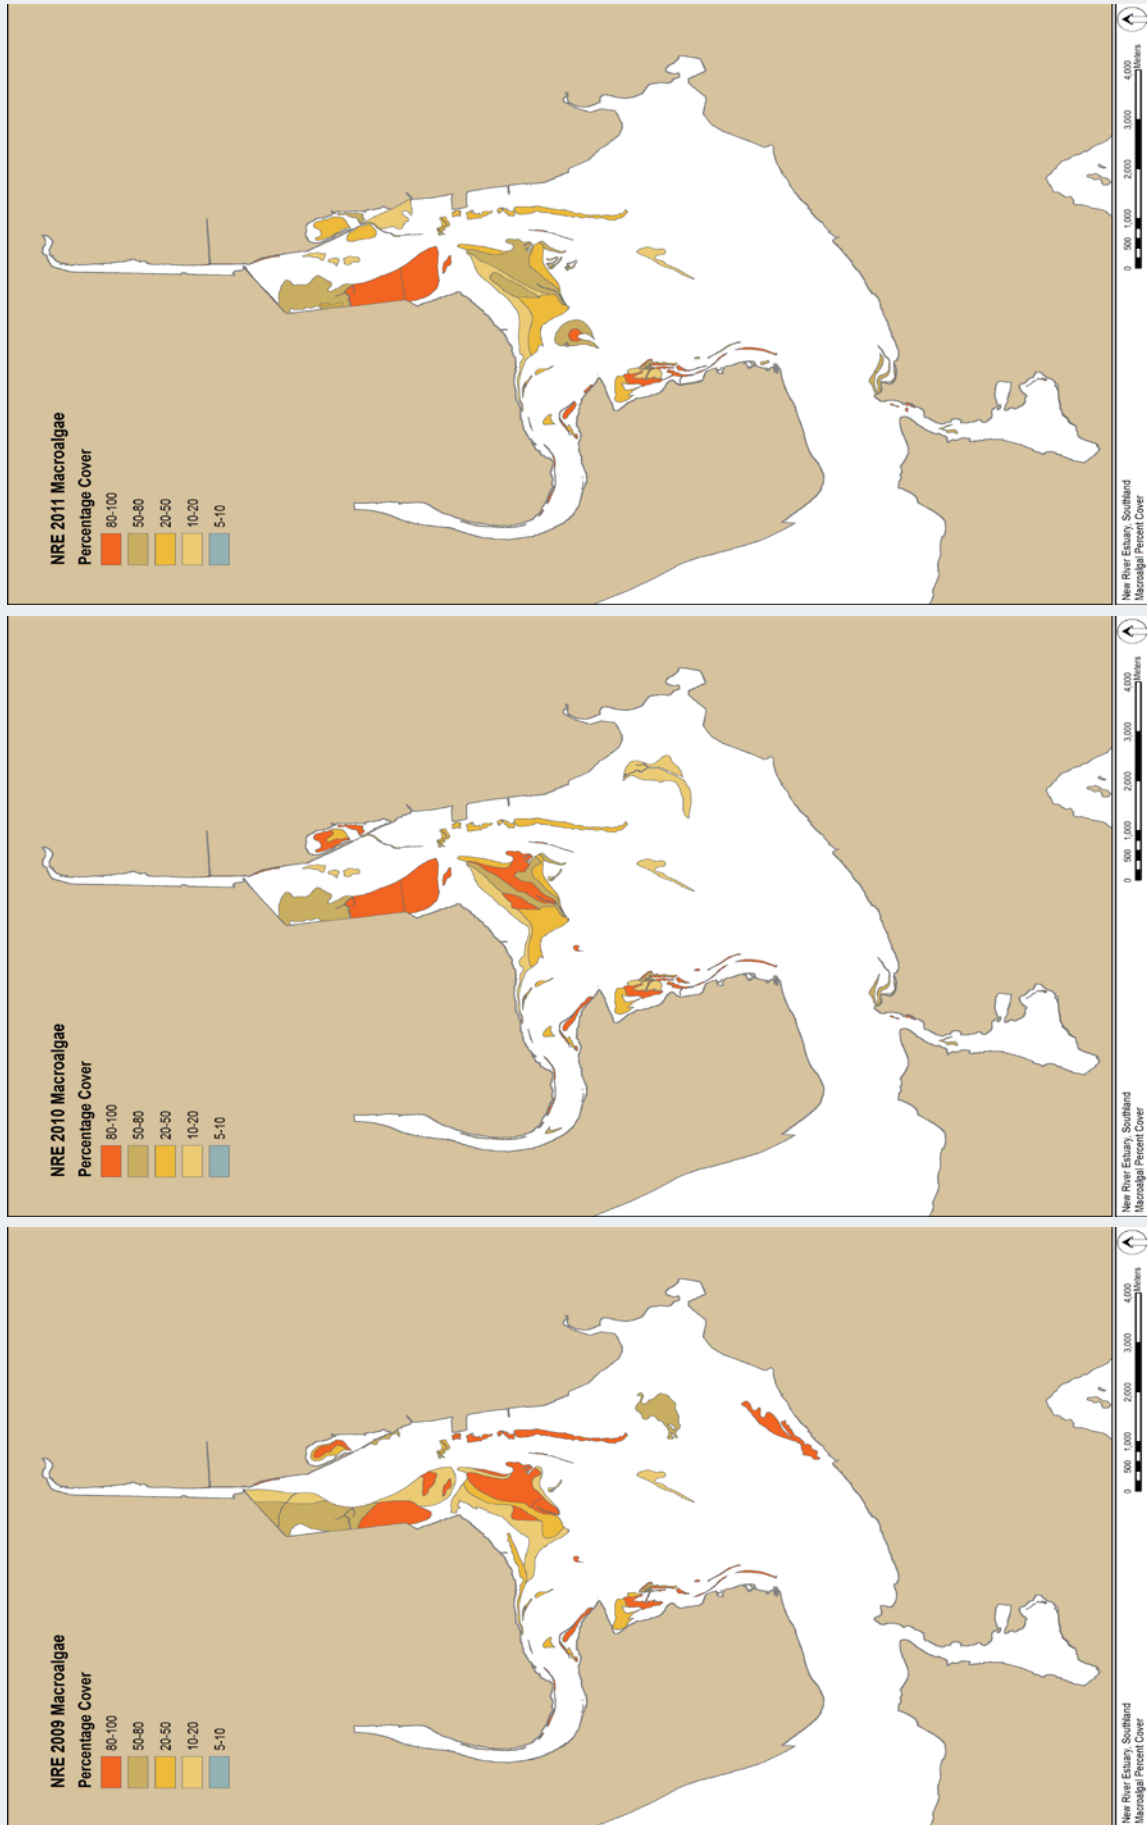 NRE 2011 Macroalgae
Percentage Cover
80-100
50-80
20-50
10-20
5-10
New River Estuary, Southland
Macroalgal Percent Cover
0 500 1,000 2,000 3,000 4,000
Meters
NRE 2010 Macroalgae
Percentage Cover
80-100
50-80
20-50
10-20
5-10
New River Estuary, Southland
Macroalgal Percent Cover
0 500 1,000 2,000 3,000 4,000
Meters
NRE 2009 Macroalgae
Percentage Cover
80-100
50-80
20-50
10-20
5-10
New River Estuary, Southland
Macroalgal Percent Cover
0 500 1,000 2,000 3,000 4,000
Meters